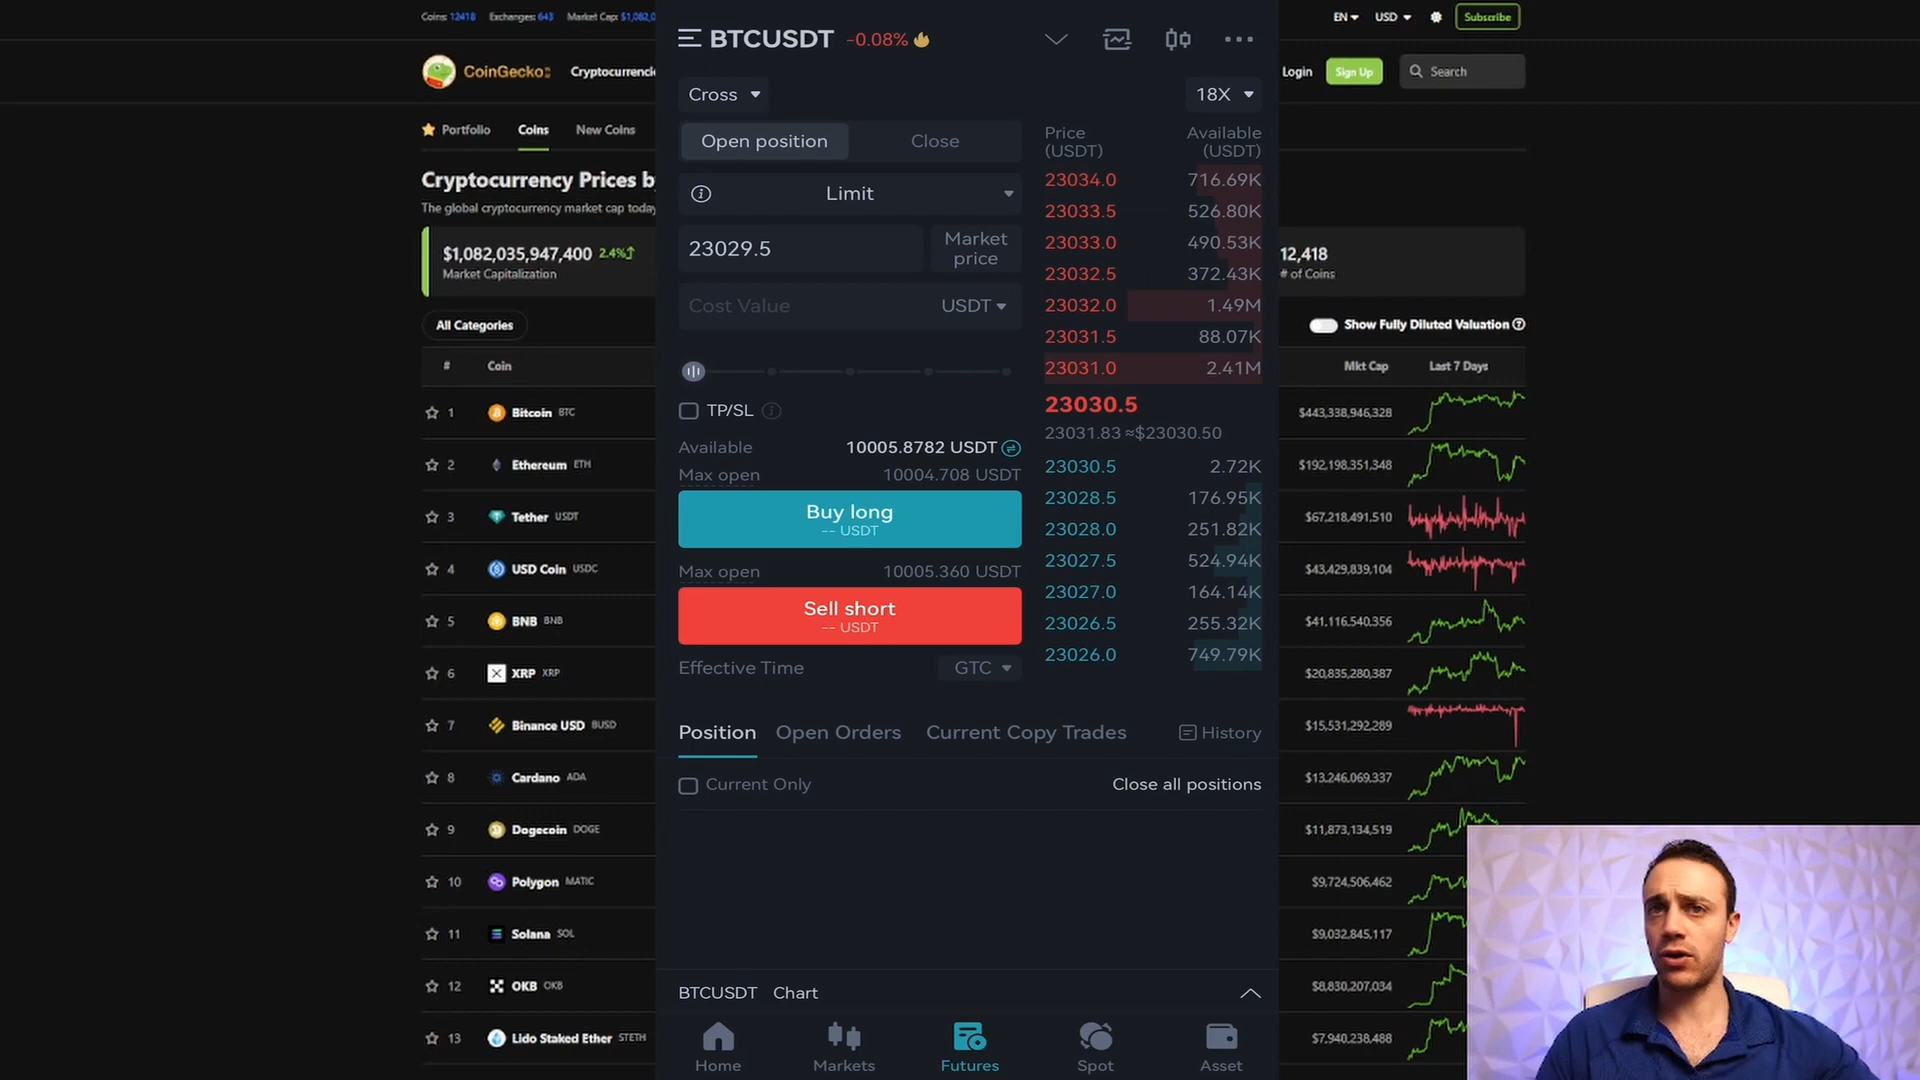 Coins: 12418 Exchanges: 643 Market Cap: $1,082,0
EN USD Subscribe
CoinGecko
Cryptocurrenci
Login Sign Up Search
Portfolio Coins New Coins
Cryptocurrency Prices b
The global cryptocurrency market cap today
$1,082,035,947,400 2.4%
Market Capitalization
12,418
# of Coins
All Categories
Show Fully Diluted Valuation
# Coin
Mkt Cap Last 7 Days
1 Bitcoin BTC
$443,338,946,328
2 Ethereum ETH
$192,198,351,348
3 Tether USDT
$67,218,491,510
4 USD Coin USDC
$43,429,839,104
5 BNB BNB
$41,116,540,356
6 XRP XRP
$20,835,280,387
7 Binance USD BUSD
$15,531,292,289
8 Cardano ADA
$13,246,069,337
9 Dogecoin DOGE
$11,873,134,519
10 Polygon MATIC
$9,724,506,462
11 Solana SOL
$9,032,845,117
12 OKB OKB
$8,830,207,034
13 Lido Staked Ether STETH
$7,940,238,488
BTCUSDT -0.08%
Cross
18X
Open position Close
Limit
23029.5
Market
price
Cost Value USDT
TP/SL
Available 10005.8782 USDT
Max open 10004.708 USDT
Buy long
-- USDT
Max open 10005.360 USDT
Sell short
-- USDT
Effective Time GTC
Price
(USDT)
Available
(USDT)
23034.0 716.69K
23033.5 526.80K
23033.0 490.53K
23032.5 372.43K
23032.0 1.49M
23031.5 88.07K
23031.0 2.41M
23030.5
23031.83 ≈$23030.50
23030.5 2.72K
23028.5 176.95K
23028.0 251.82K
23027.5 524.94K
23027.0 164.14K
23026.5 255.32K
23026.0 749.79K
Position Open Orders Current Copy Trades History
Current Only Close all positions
BTCUSDT Chart
Home Markets Futures Spot Asset